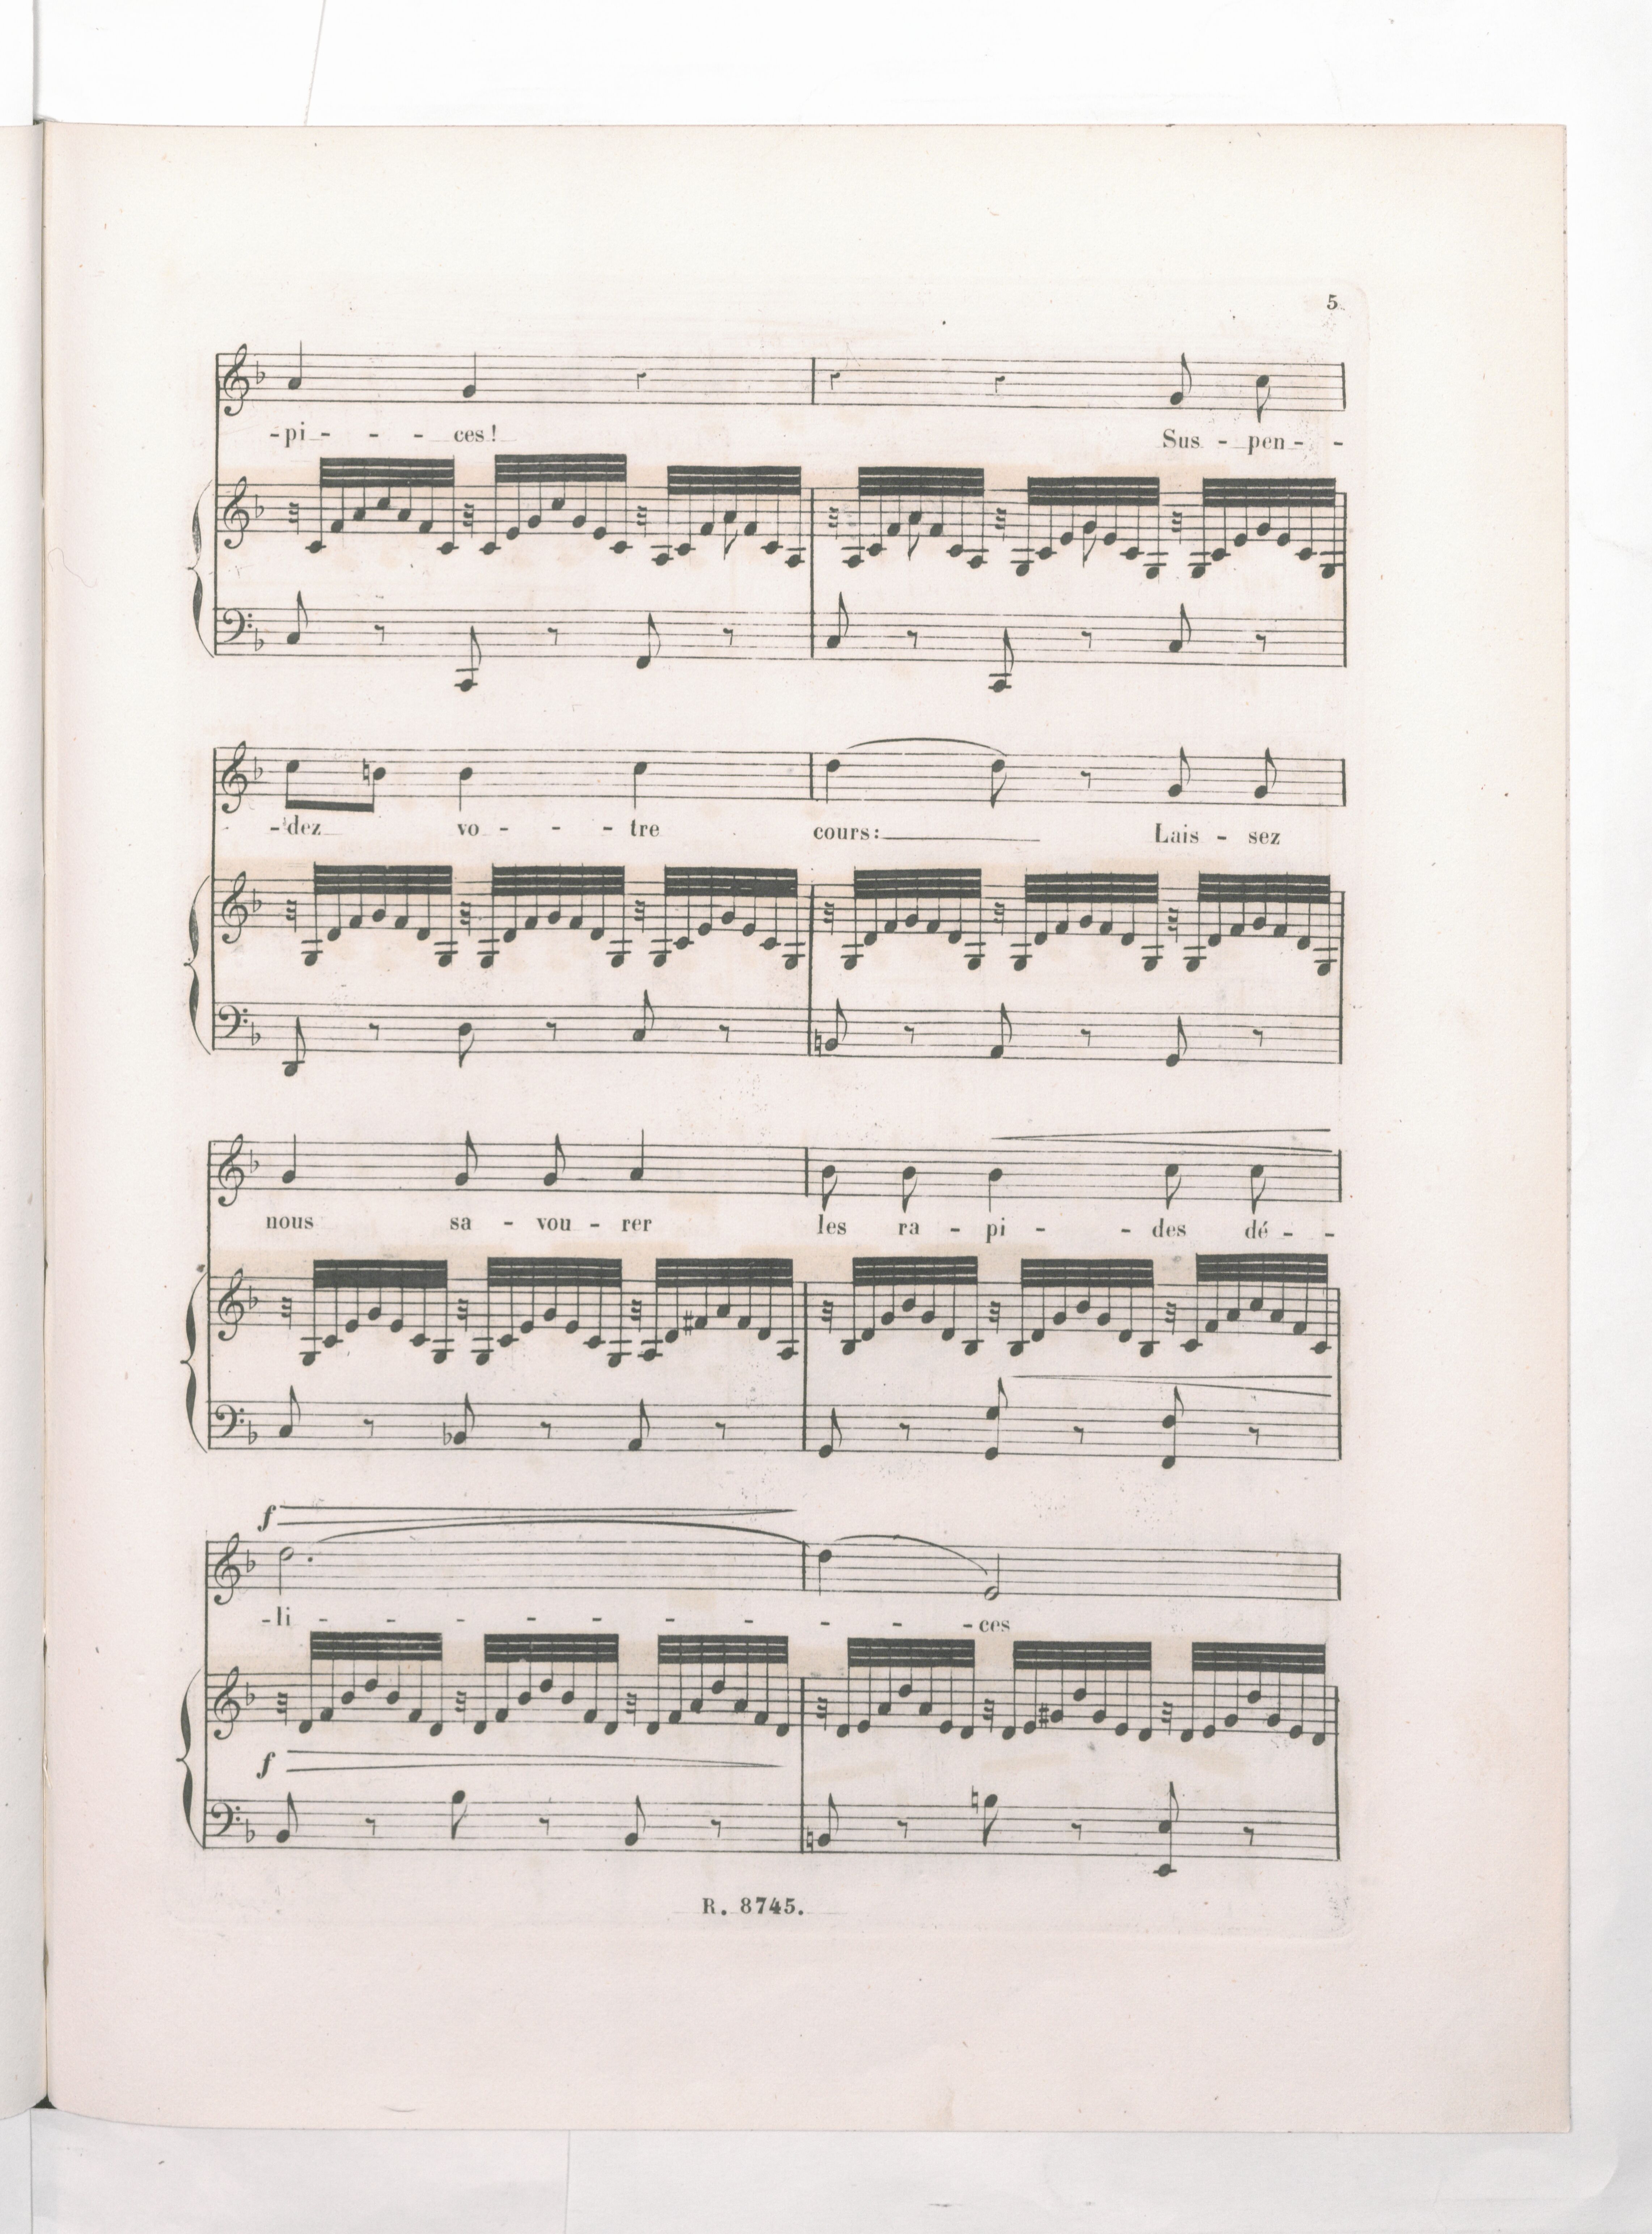 5
-pi - - - ces! Sus - pen - -
-dez vo - - - tre cours: Lais - sez
nous sa - vou - rer les ra - pi - - des dé - -
f
-li - - - - - - - - - - ces
f
R. 8745.